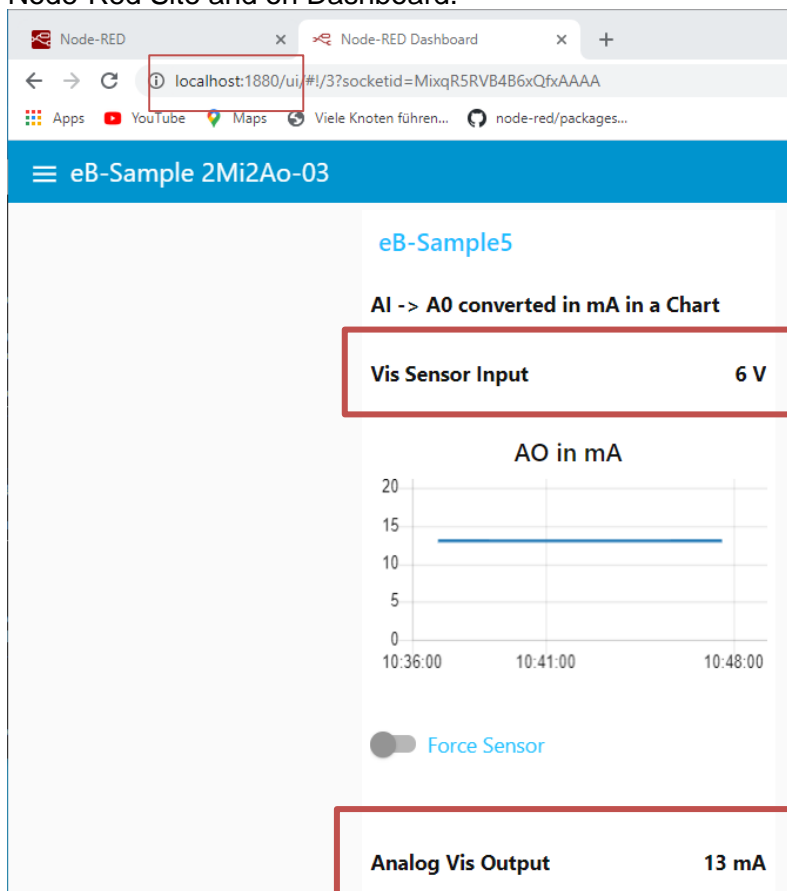 Node-Red Site and on Dashboard.
Node-RED
Node-RED Dashboard
localhost:1880/ui/#!/3?socketid=MixqR5RVB4B6xQfxAAAA
Apps YouTube Maps Viele Knoten führen... node-red/packages...
eB-Sample 2Mi2Ao-03
eB-Sample5
AI -> A0 converted in mA in a Chart
Vis Sensor Input 6 V
AO in mA
20
15
10
5
0
10:36:00 10:41:00 10:48:00
Force Sensor
Analog Vis Output 13 mA